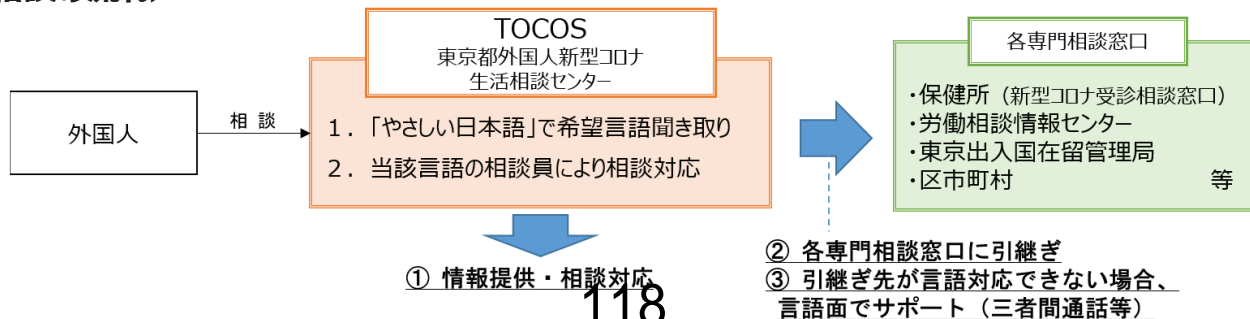 外国人
相 談
TOCOS
東京都外国人新型コロナ
生活相談センター
1．「やさしい日本語」で希望言語聞き取り
2．当該言語の相談員により相談対応
① 情報提供・相談対応
各専門相談窓口
・保健所（新型コロナ受診相談窓口）
・労働相談情報センター
・東京出入国在留管理局
・区市町村 等
② 各専門相談窓口に引継ぎ
③ 引継ぎ先が言語対応できない場合、
言語面でサポート（三者間通話等）
118